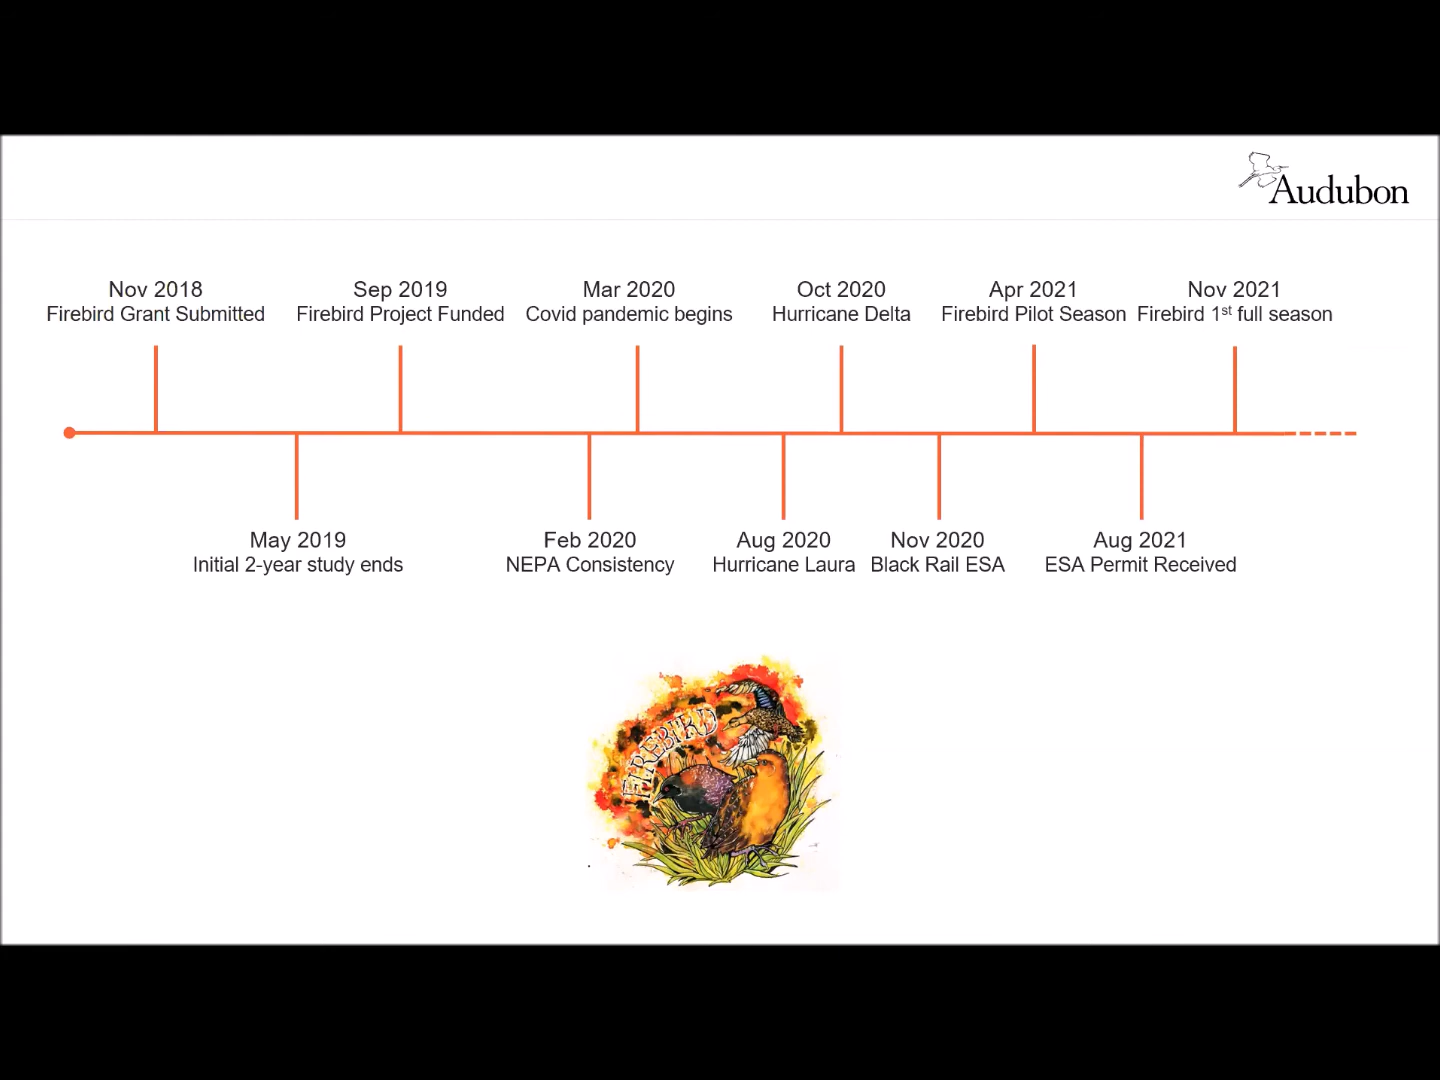 Audubon
Nov 2018
Firebird Grant Submitted
Sep 2019
Firebird Project Funded
Mar 2020
Covid pandemic begins
Oct 2020
Hurricane Delta
Apr 2021
Firebird Pilot Season
Nov 2021
Firebird 1st full season
May 2019
Initial 2-year study ends
Feb 2020
NEPA Consistency
Aug 2020
Hurricane Laura
Nov 2020
Black Rail ESA
Aug 2021
ESA Permit Received
FIREBIRD